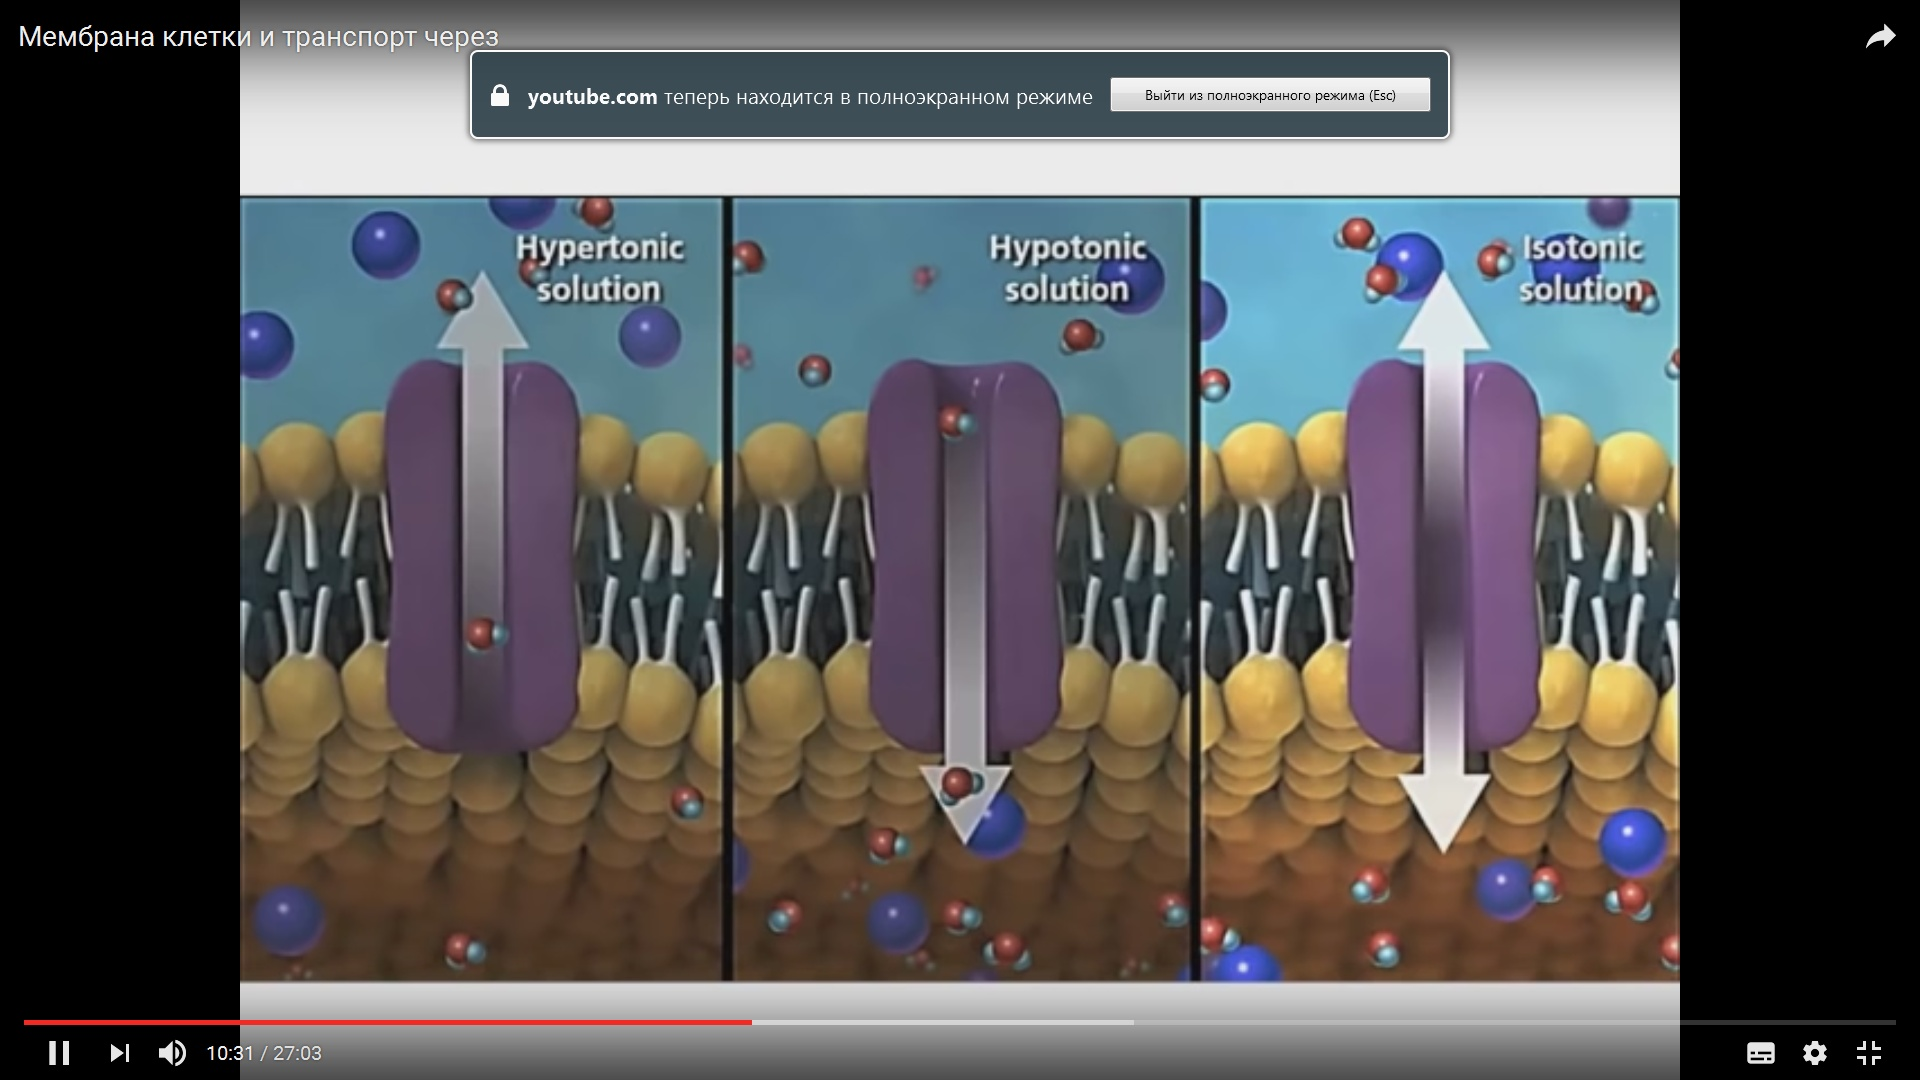 Мембрана клетки и транспорт через
youtube.com теперь находится в полноэкранном режиме
Выйти из полноэкранного режима (Esc)
Hypertonic
solution
Hypotonic
solution
Isotonic
solution
10:31 / 27:03